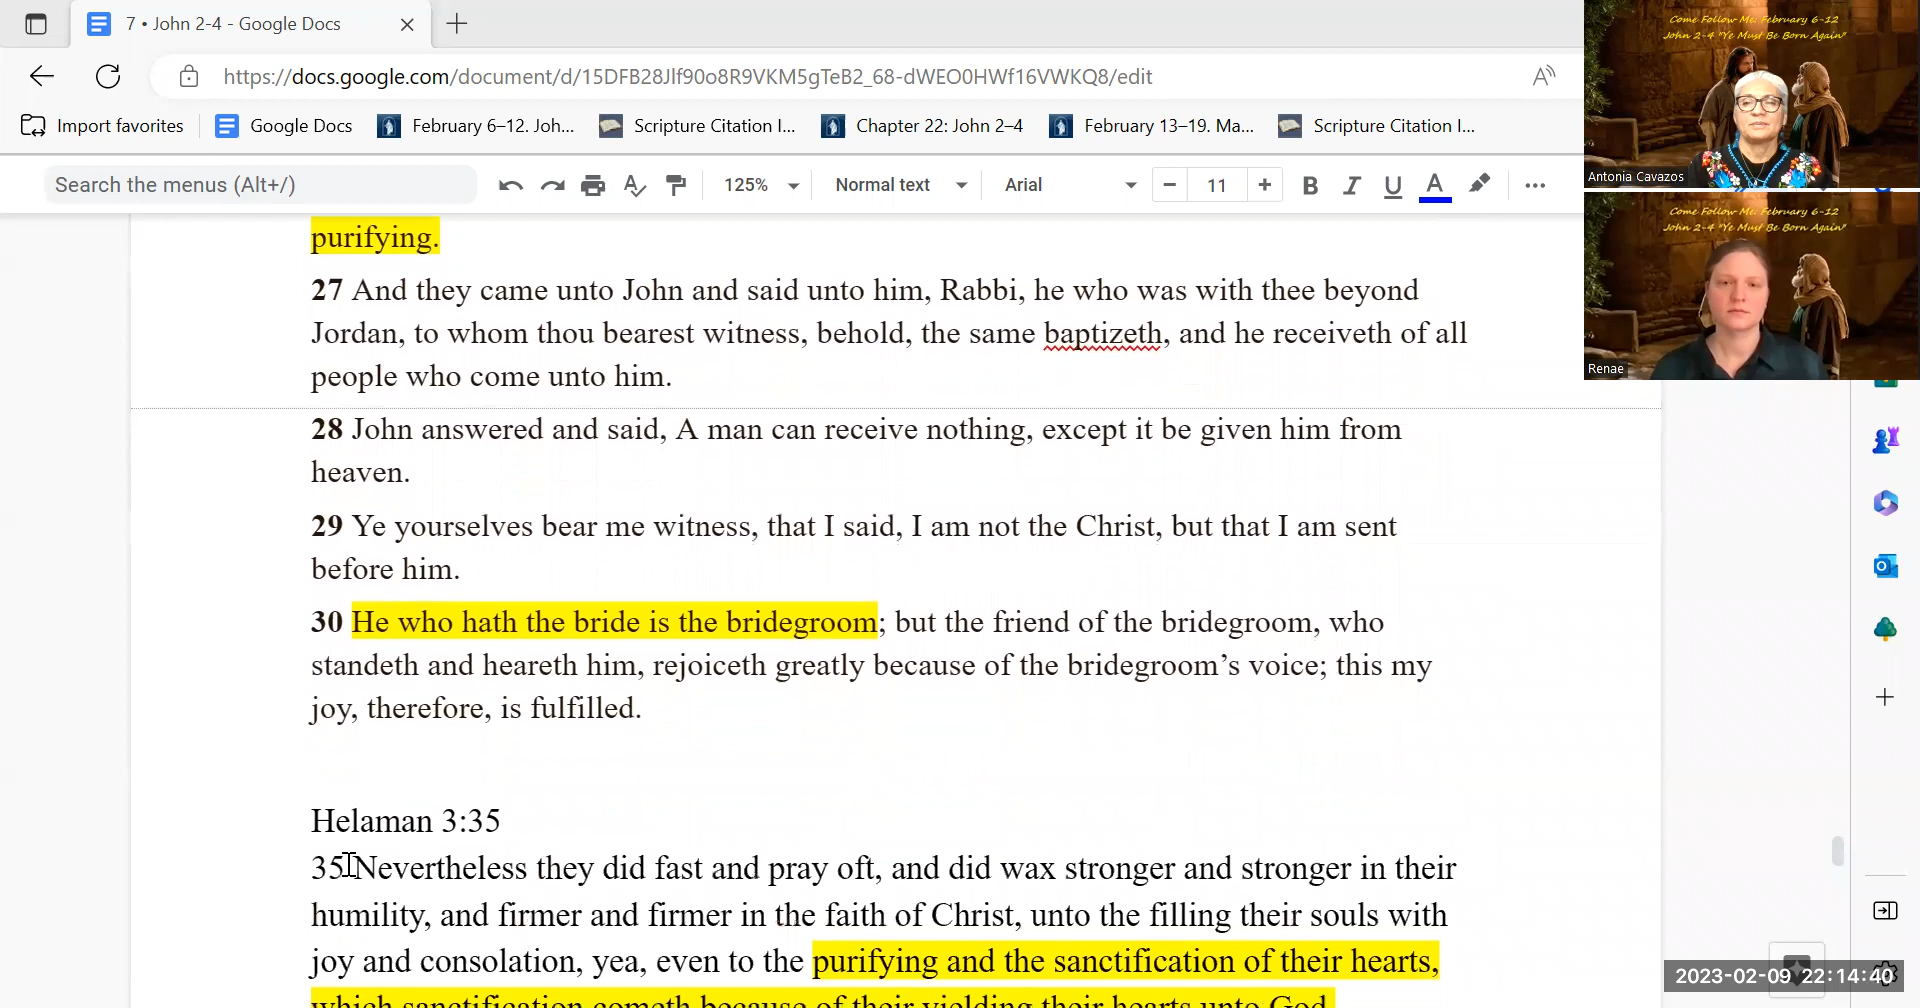 7 • John 2-4 - Google Docs
https://docs.google.com/document/d/15DFB28Jlf90o8R9VKM5gTeB2_68-dWEO0HWf16VWKQ8/edit
Import favorites Google Docs February 6–12. Joh... Scripture Citation I... Chapter 22: John 2–4 February 13–19. Ma... Scripture Citation I...
Search the menus (Alt+/) 125% Normal text Arial 11 B I U A
purifying.
27 And they came unto John and said unto him, Rabbi, he who was with thee beyond
Jordan, to whom thou bearest witness, behold, the same baptizeth, and he receiveth of all
people who come unto him.
28 John answered and said, A man can receive nothing, except it be given him from
heaven.
29 Ye yourselves bear me witness, that I said, I am not the Christ, but that I am sent
before him.
30 He who hath the bride is the bridegroom; but the friend of the bridegroom, who
standeth and heareth him, rejoiceth greatly because of the bridegroom’s voice; this my
joy, therefore, is fulfilled.
Helaman 3:35
35 Nevertheless they did fast and pray oft, and did wax stronger and stronger in their
humility, and firmer and firmer in the faith of Christ, unto the filling their souls with
joy and consolation, yea, even to the purifying and the sanctification of their hearts,
which sanctification cometh because of their yielding their hearts unto God.
Come Follow Me: February 6-12
John 2-4 "Ye Must Be Born Again"
Antonia Cavazos
Come Follow Me: February 6-12
John 2-4 "Ye Must Be Born Again"
Renae
2023-02-09 22:14:40